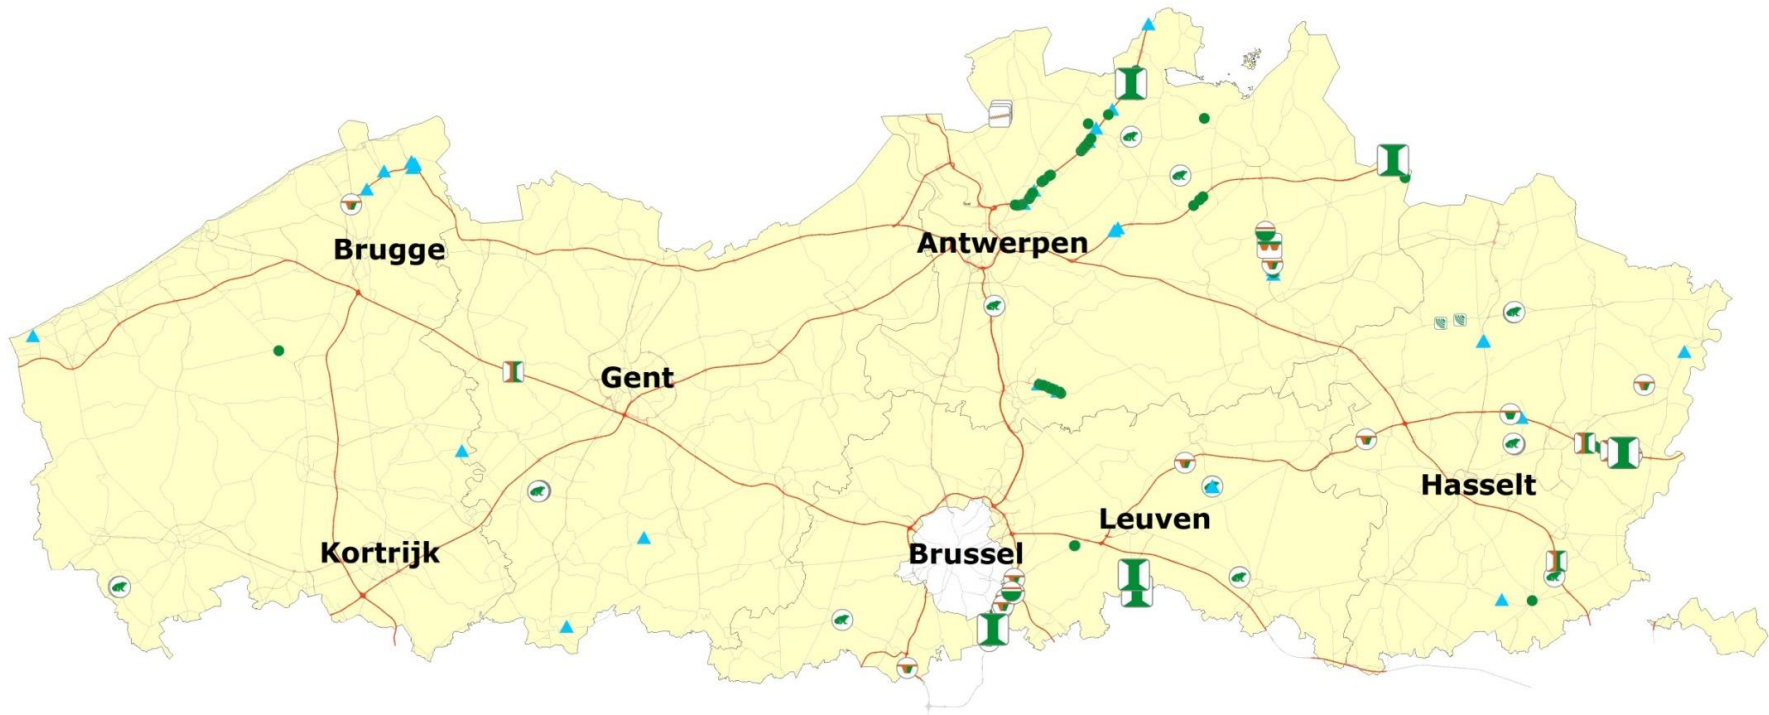 Antwerpen
Brugge
Gent
Hasselt
Leuven
Kortrijk
Brussel